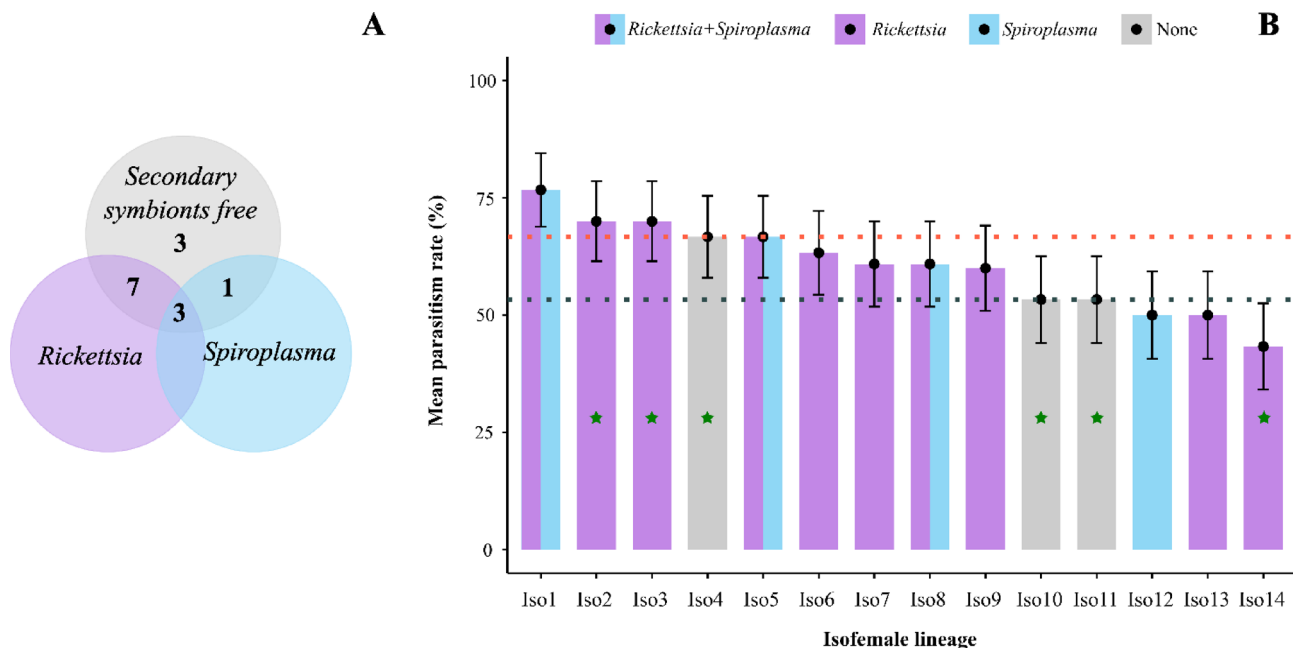 A
Secondary
symbionts free
3
7
1
3
Rickettsia
Spiroplasma
Rickettsia+Spiroplasma Rickettsia Spiroplasma None
B
Mean parasitism rate (%)
100
75
50
25
0
Iso1 Iso2 Iso3 Iso4 Iso5 Iso6 Iso7 Iso8 Iso9 Iso10 Iso11 Iso12 Iso13 Iso14
Isofemale lineage